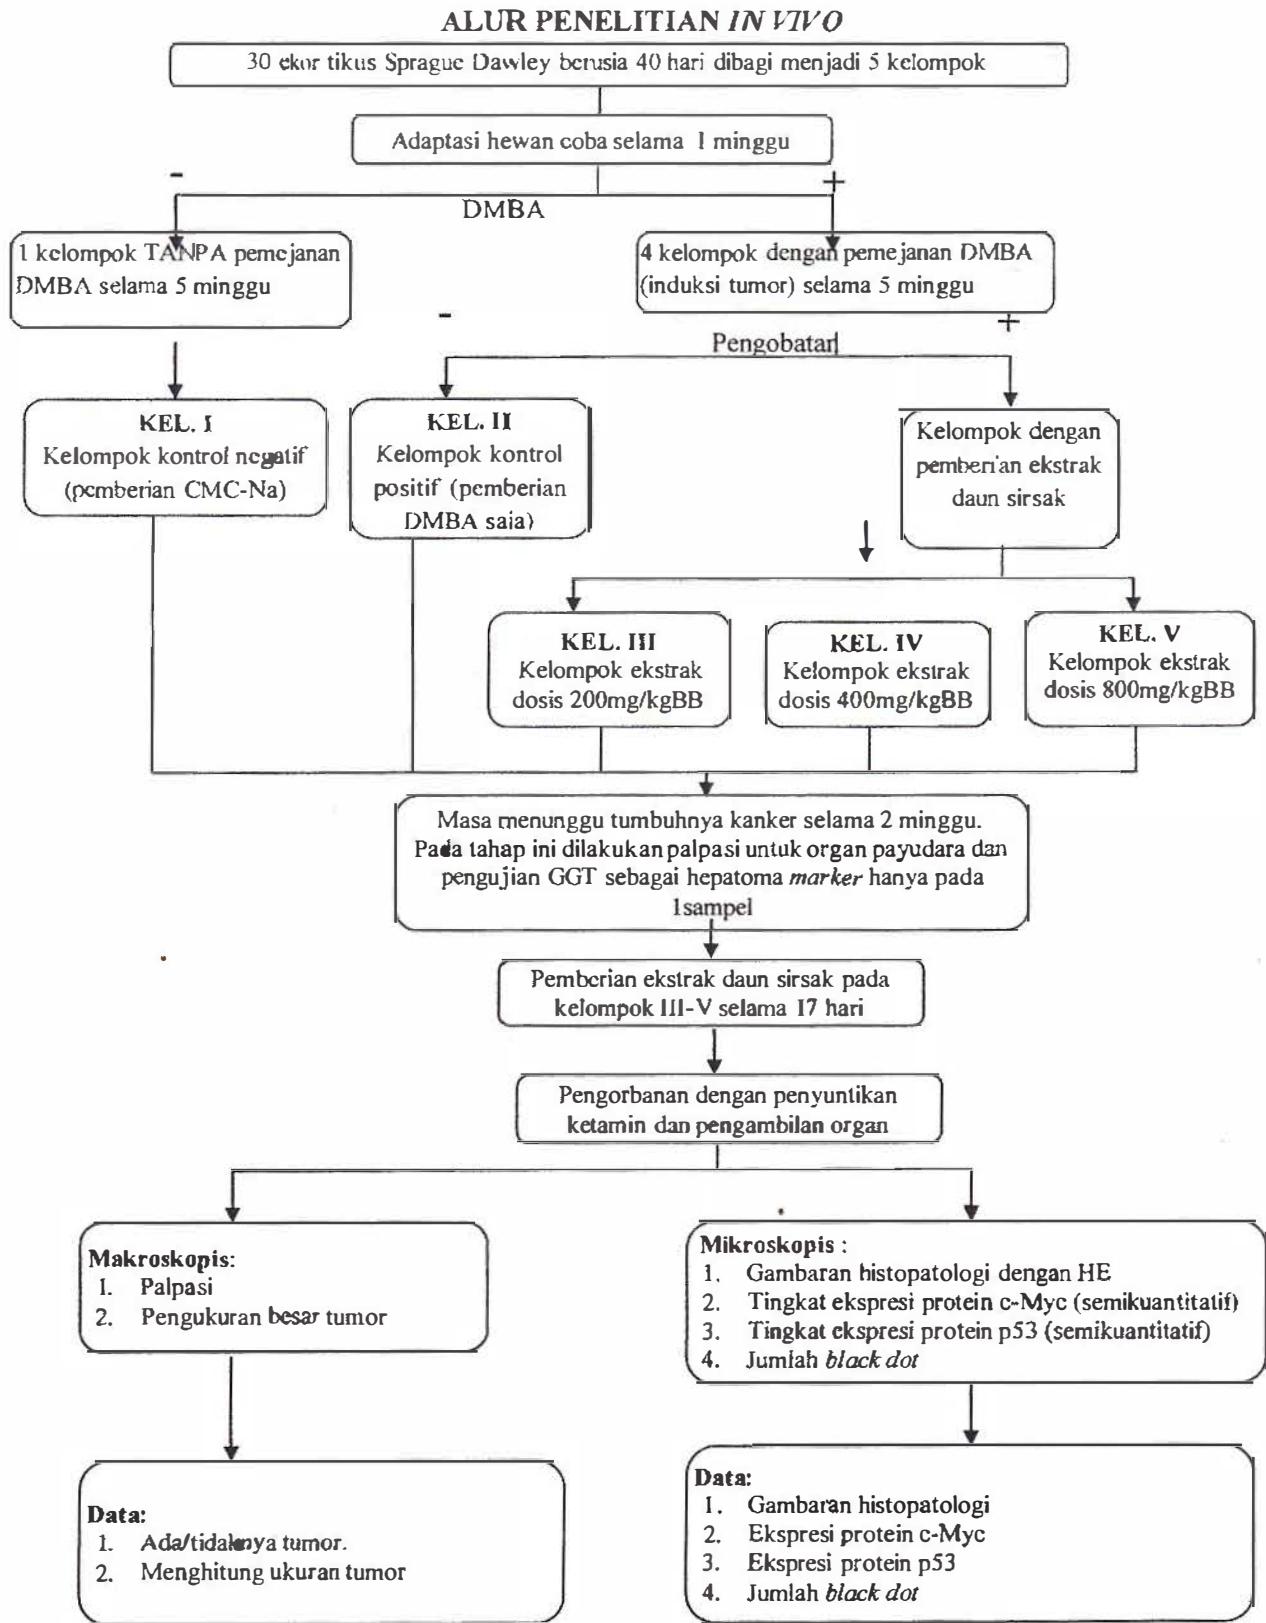 ALUR PENELITIAN IN VIVO
30 ekor tikus Sprague Dawley berusia 40 hari dibagi menjadi 5 kelompok
Adaptasi hewan coba selama 1 minggu
-
+
DMBA
1 kelompok TANPA pemejanan
DMBA selama 5 minggu
4 kelompok dengan pemejanan DMBA
(induksi tumor) selama 5 minggu
-
+
Pengobatan
KEL. I
Kelompok kontrol negatif
(pemberian CMC-Na)
KEL. II
Kelompok kontrol
positif (pemberian
DMBA saja)
Kelompok dengan
pemberian ekstrak
daun sirsak
KEL. III
Kelompok ekstrak
dosis 200mg/kgBB
KEL. IV
Kelompok ekstrak
dosis 400mg/kgBB
KEL. V
Kelompok ekstrak
dosis 800mg/kgBB
Masa menunggu tumbuhnya kanker selama 2 minggu.
Pada tahap ini dilakukan palpasi untuk organ payudara dan
pengujian GGT sebagai hepatoma marker hanya pada
1sampel
Pemberian ekstrak daun sirsak pada
kelompok III-V selama 17 hari
Pengorbanan dengan penyuntikan
ketamin dan pengambilan organ
Makroskopis:
1. Palpasi
2. Pengukuran besar tumor
Mikroskopis :
1. Gambaran histopatologi dengan HE
2. Tingkat ekspresi protein c-Myc (semikuantitatif)
3. Tingkat ekspresi protein p53 (semikuantitatif)
4. Jumlah black dot
Data:
1. Ada/tidaknya tumor.
2. Menghitung ukuran tumor
Data:
1. Gambaran histopatologi
2. Ekspresi protein c-Myc
3. Ekspresi protein p53
4. Jumlah black dot